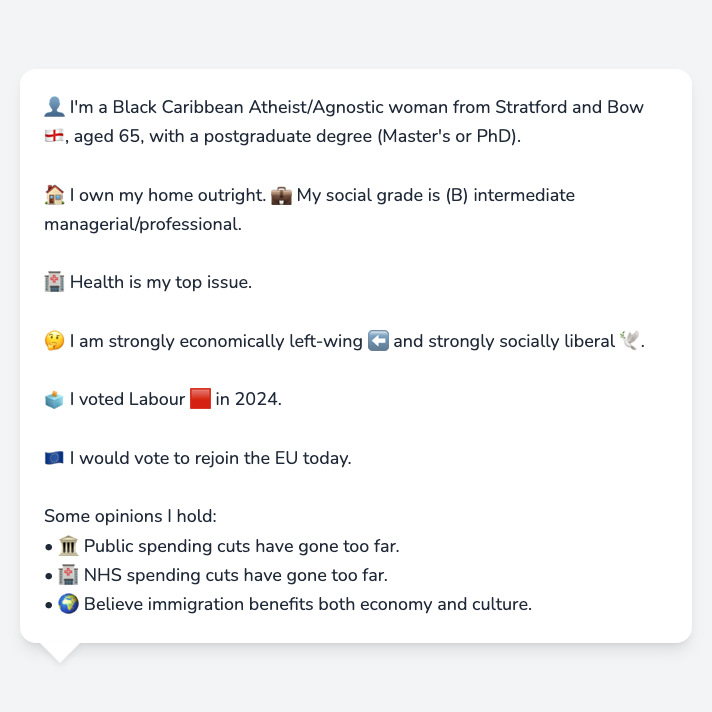 👤 I'm a Black Caribbean Atheist/Agnostic woman from Stratford and Bow
🏴󠁧󠁢󠁥󠁮󠁧󠁿, aged 65, with a postgraduate degree (Master's or PhD).
🏠 I own my home outright. 💼 My social grade is (B) intermediate
managerial/professional.
🏥 Health is my top issue.
🤔 I am strongly economically left-wing ⬅️ and strongly socially liberal 🕊️.
🗳️ I voted Labour 🟥 in 2024.
🇪🇺 I would vote to rejoin the EU today.
Some opinions I hold:
• 🏛️ Public spending cuts have gone too far.
• 🏥 NHS spending cuts have gone too far.
• 🌍 Believe immigration benefits both economy and culture.